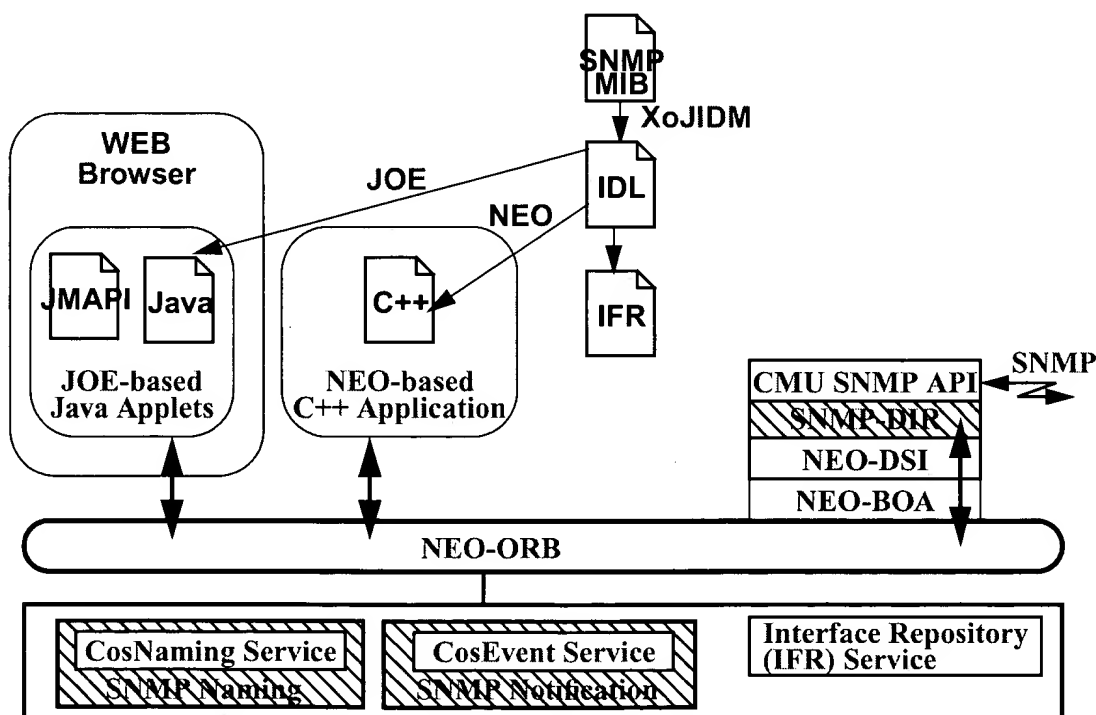 SNMP
MIB
XoJIDM
WEB
Browser
JOE
IDL
NEO
JMAPI
Java
C++
IFR
JOE-based
Java Applets
NEO-based
C++ Application
SNMP
CMU SNMP API
SNMP-DIR
NEO-DSI
NEO-BOA
NEO-ORB
CosNaming Service
SNMP Naming
CosEvent Service
SNMP Notification
Interface Repository
(IFR) Service